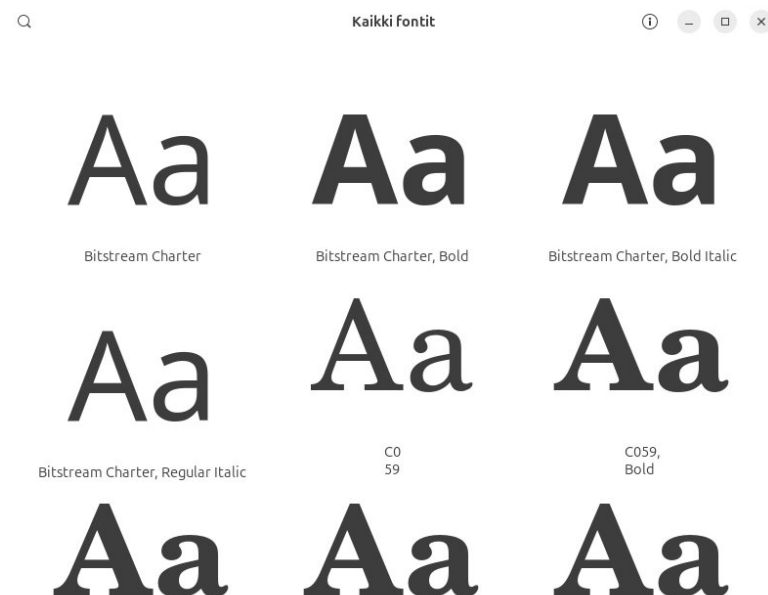 Kaikki fontit
Aa Aa Aa
Bitstream Charter Bitstream Charter, Bold Bitstream Charter, Bold Italic
Aa Aa Aa
Bitstream Charter, Regular Italic
C0
59
C059,
Bold
Aa Aa Aa